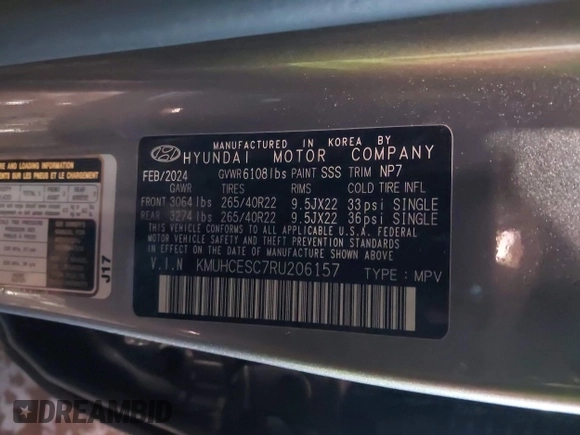 MANUFACTURED IN KOREA BY
HYUNDAI MOTOR COMPANY
FEB/2024 GVWR 6108 lbs PAINT SSS TRIM NP7
GAWR TIRES RIMS COLD TIRE INFL
FRONT 3064 lbs 265/40R22 9.5JX22 33 psi SINGLE
REAR 3274 lbs 265/40R22 9.5JX22 36 psi SINGLE
THIS VEHICLE CONFORMS TO ALL APPLICABLE
U.S.A. FEDERAL MOTOR VEHICLE SAFETY STANDARDS
IN EFFECT ON THE DATE OF MANUFACTURE SHOWN ABOVE.
V.I.N KMUHCESC7RU206157 TYPE : MPV
AND LOADING INFORMATION
J17
DREAMBID